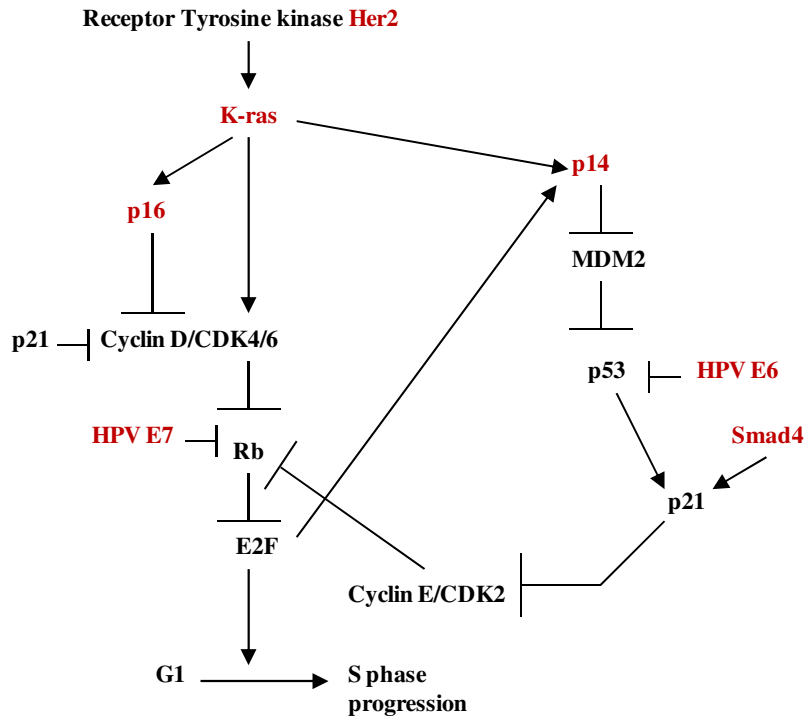 Receptor Tyrosine kinase Her2
K-ras
p14
p16
MDM2
p21
Cyclin D/CDK4/6
p53
HPV E6
HPV E7
Rb
Smad4
p21
E2F
Cyclin E/CDK2
G1
S phase
progression